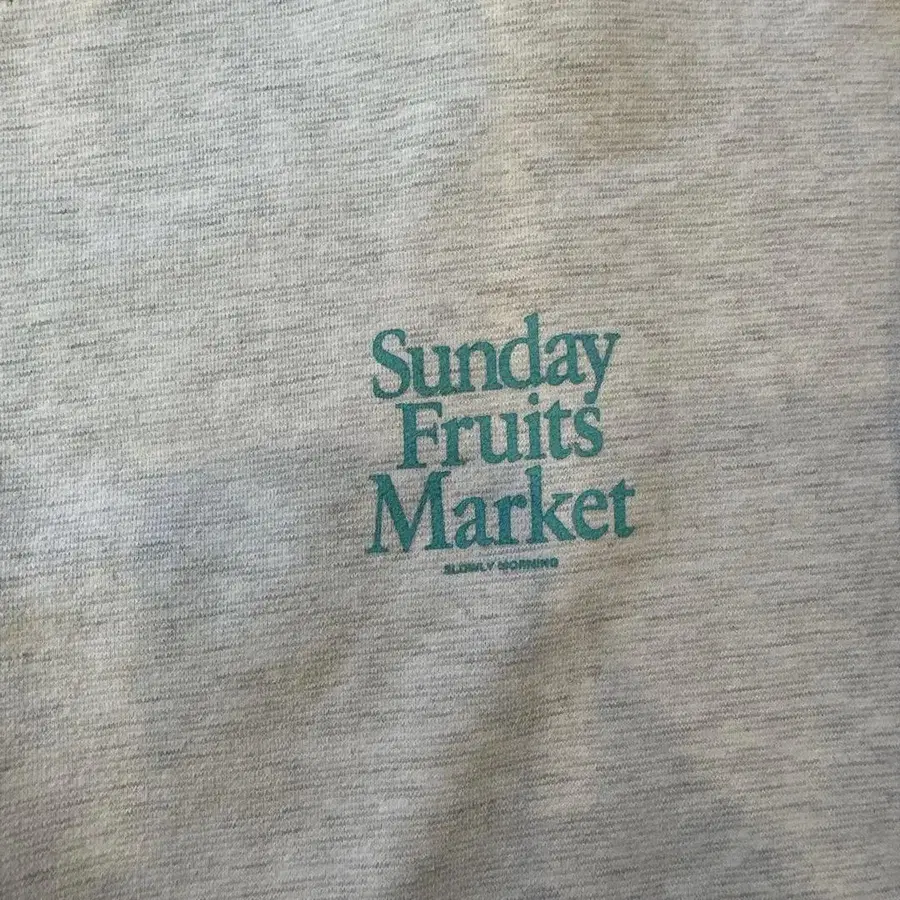 Sunday
Fruits
Market
SLOWLY MORNING